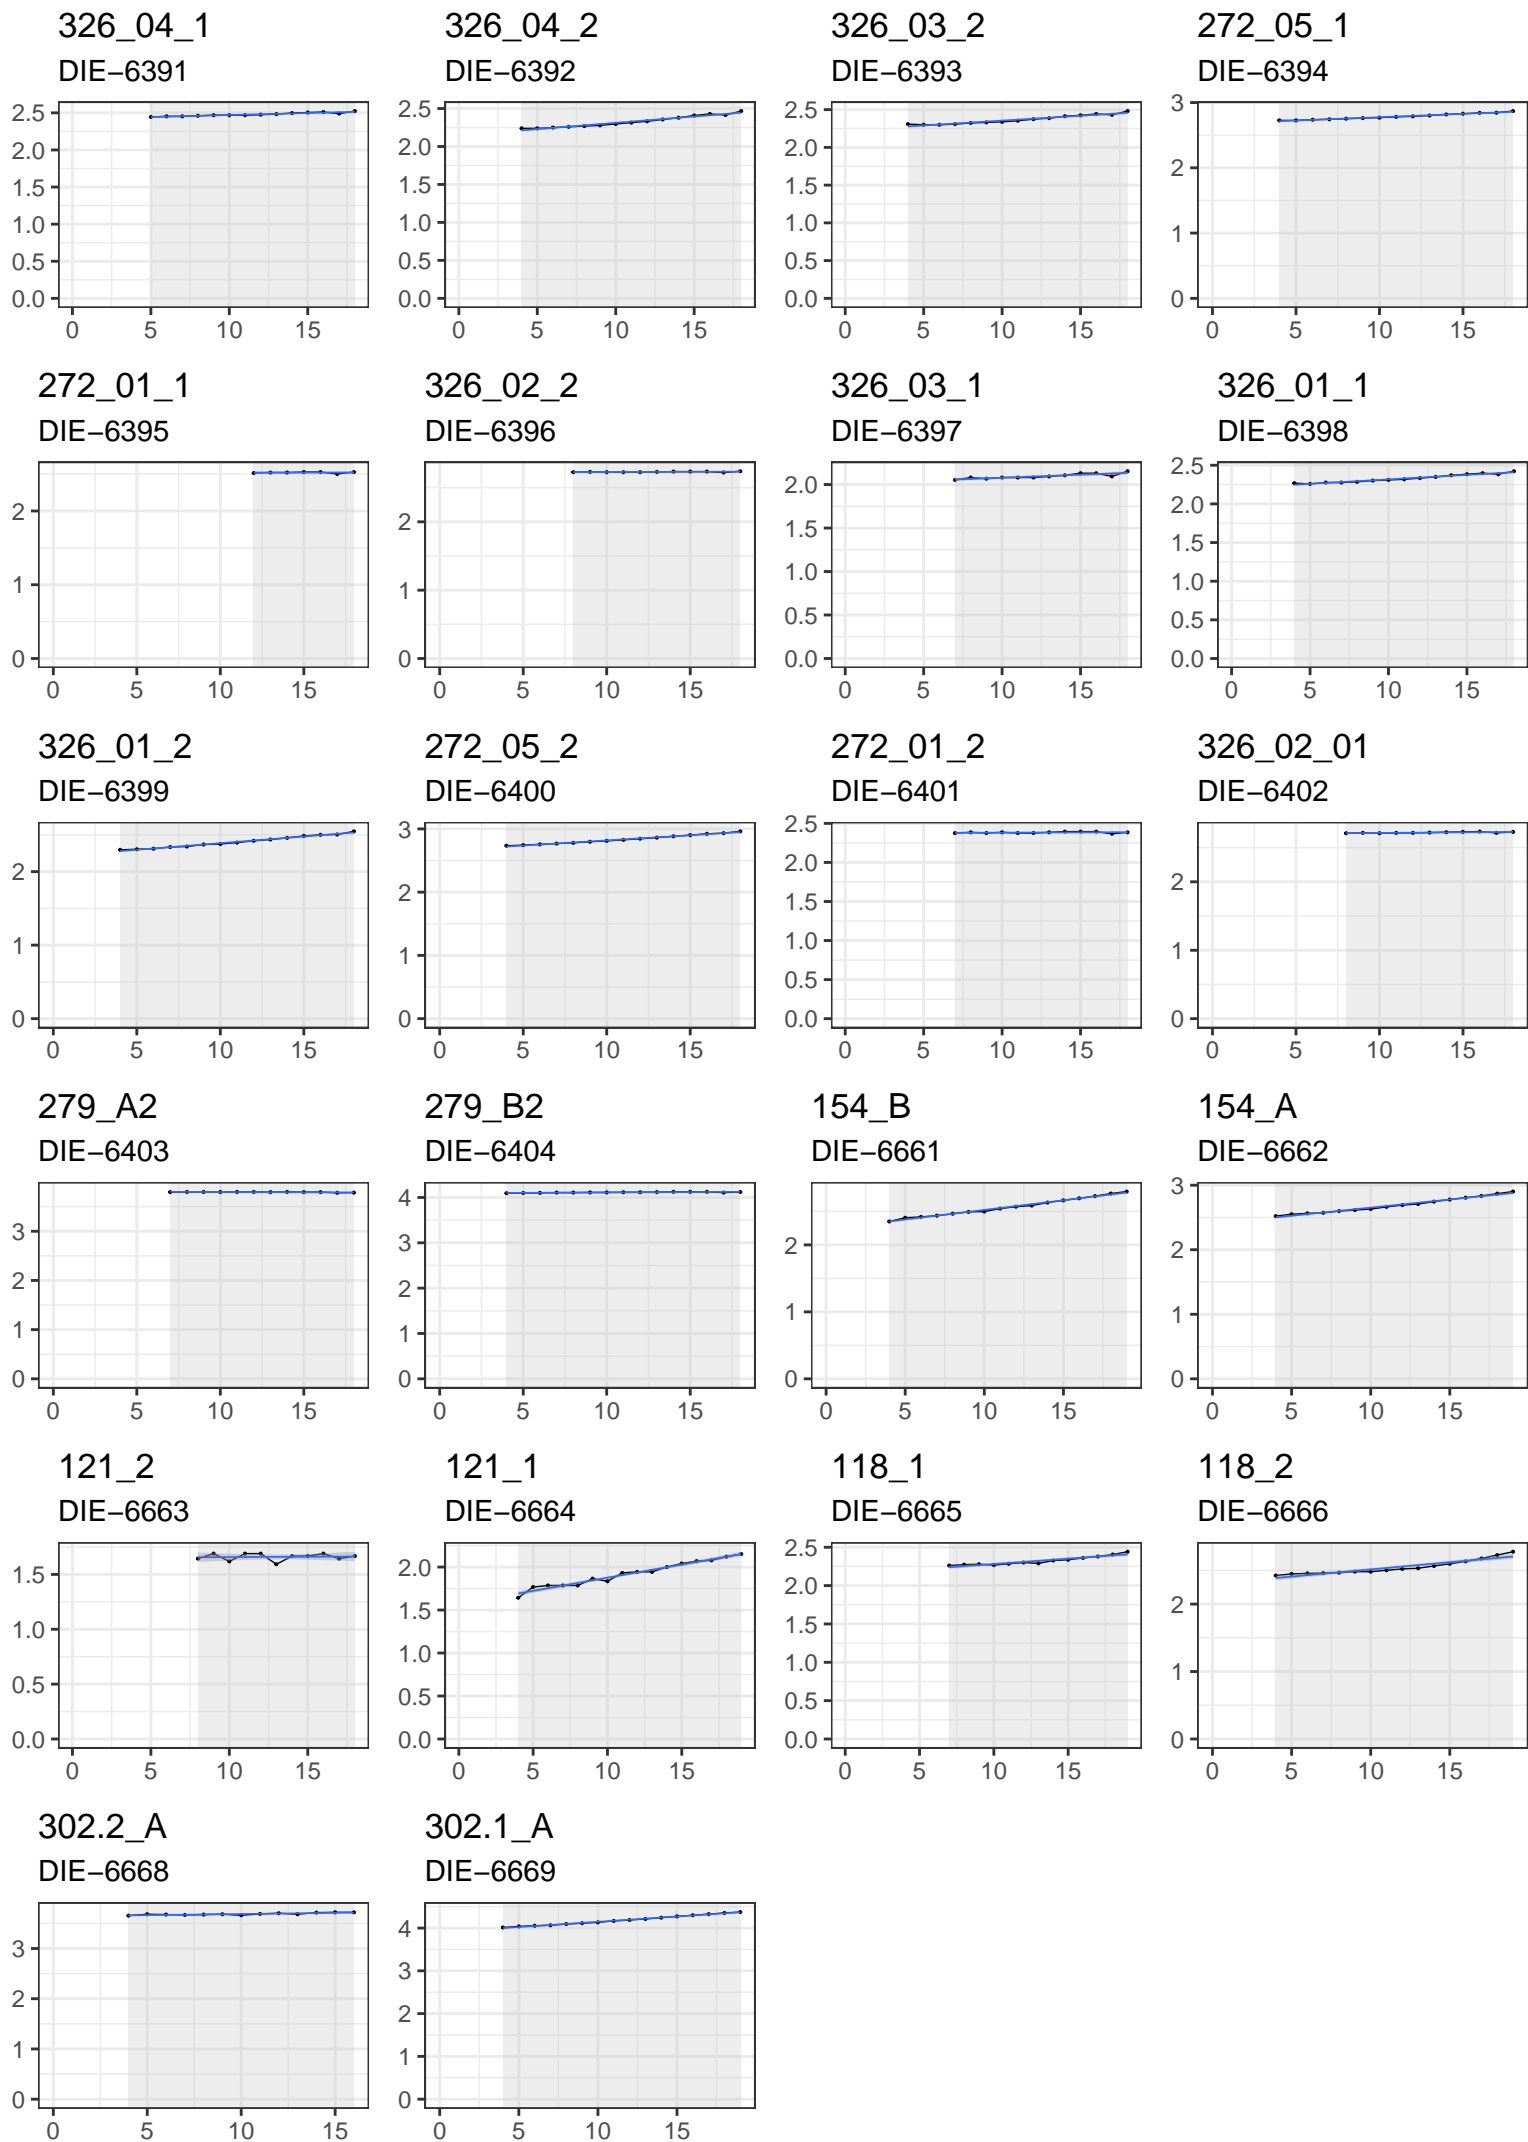 326_04_1 326_04_2 326_03_2 272_05_1
DIE−6391 DIE−6392 DIE−6393 DIE−6394
2.5 2.0 1.5 1.0 0.5 0.0 2.5 2.0 1.5 1.0 0.5 0.0 2.5 2.0 1.5 1.0 0.5 0.0 3 2 1 0
0 5 10 15 0 5 10 15 0 5 10 15 0 5 10 15
272_01_1 326_02_2 326_03_1 326_01_1
DIE−6395 DIE−6396 DIE−6397 DIE−6398
2 1 0 2 1 0 2.0 1.5 1.0 0.5 0.0 2.5 2.0 1.5 1.0 0.5 0.0
0 5 10 15 0 5 10 15 0 5 10 15 0 5 10 15
326_01_2 272_05_2 272_01_2 326_02_01
DIE−6399 DIE−6400 DIE−6401 DIE−6402
2 1 0 3 2 1 0 2.5 2.0 1.5 1.0 0.5 0.0 2 1 0
0 5 10 15 0 5 10 15 0 5 10 15 0 5 10 15
279_A2 279_B2 154_B 154_A
DIE−6403 DIE−6404 DIE−6661 DIE−6662
3 2 1 0 4 3 2 1 0 2 1 0 3 2 1 0
0 5 10 15 0 5 10 15 0 5 10 15 0 5 10 15
121_2 121_1 118_1 118_2
DIE−6663 DIE−6664 DIE−6665 DIE−6666
1.5 1.0 0.5 0.0 2.0 1.5 1.0 0.5 0.0 2.5 2.0 1.5 1.0 0.5 0.0 2 1 0
0 5 10 15 0 5 10 15 0 5 10 15 0 5 10 15
302.2_A 302.1_A
DIE−6668 DIE−6669
3 2 1 0 4 3 2 1 0
0 5 10 15 0 5 10 15